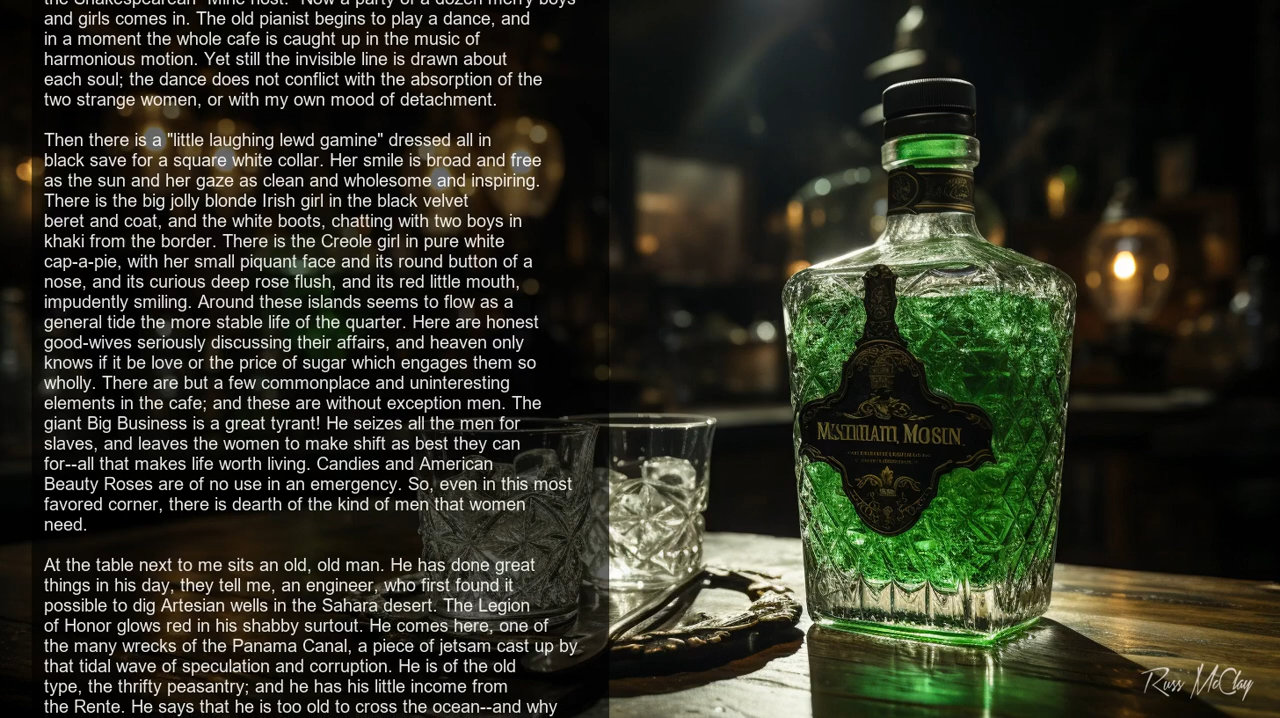 the Shakespearean "Mine host." Now a party of a dozen merry boys
and girls comes in. The old pianist begins to play a dance, and
in a moment the whole cafe is caught up in the music of
harmonious motion. Yet still the invisible line is drawn about
each soul; the dance does not conflict with the absorption of the
two strange women, or with my own mood of detachment.
Then there is a "little laughing lewd gamine" dressed all in
black save for a square white collar. Her smile is broad and free
as the sun and her gaze as clean and wholesome and inspiring.
There is the big jolly blonde Irish girl in the black velvet
beret and coat, and the white boots, chatting with two boys in
khaki from the border. There is the Creole girl in pure white
cap-a-pie, with her small piquant face and its round button of a
nose, and its curious deep rose flush, and its red little mouth,
impudently smiling. Around these islands seems to flow as a
general tide the more stable life of the quarter. Here are honest
good-wives seriously discussing their affairs, and heaven only
knows if it be love or the price of sugar which engages them so
wholly. There are but a few commonplace and uninteresting
elements in the cafe; and these are without exception men. The
giant Big Business is a great tyrant! He seizes all the men for
slaves, and leaves the women to make shift as best they can
for--all that makes life worth living. Candies and American
Beauty Roses are of no use in an emergency. So, even in this most
favored corner, there is dearth of the kind of men that women
need.
At the table next to me sits an old, old man. He has done great
things in his day, they tell me, an engineer, who first found it
possible to dig Artesian wells in the Sahara desert. The Legion
of Honor glows red in his shabby surtout. He comes here, one of
the many wrecks of the Panama Canal, a piece of jetsam cast up by
that tidal wave of speculation and corruption. He is of the old
type, the thrifty peasantry; and he has his little income from
the Rente. He says that he is too old to cross the ocean--and why
Russ McClay